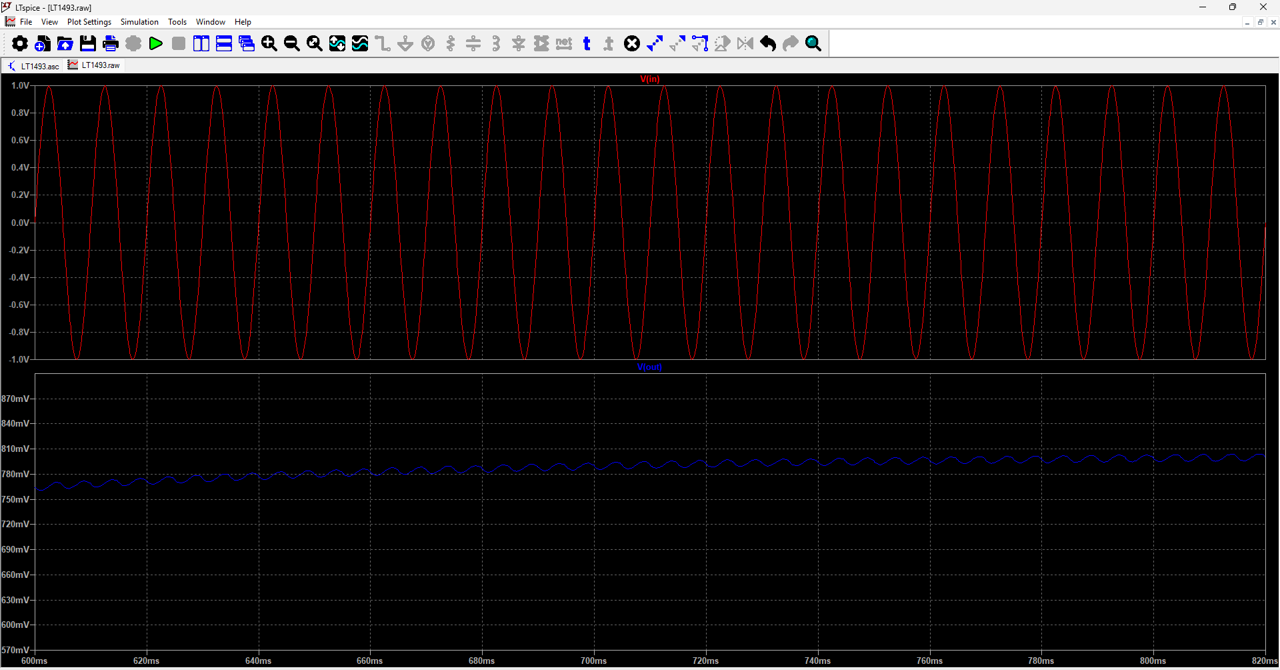 LTspice - [LT1493.raw]
File View Plot Settings Simulation Tools Window Help
net t t
LT1493.asc LT1493.raw
V(in)
1.0V
0.8V
0.6V
0.4V
0.2V
0.0V
-0.2V
-0.4V
-0.6V
-0.8V
-1.0V
V(out)
870mV
840mV
810mV
780mV
750mV
720mV
690mV
660mV
630mV
600mV
570mV
600ms 620ms 640ms 660ms 680ms 700ms 720ms 740ms 760ms 780ms 800ms 820ms